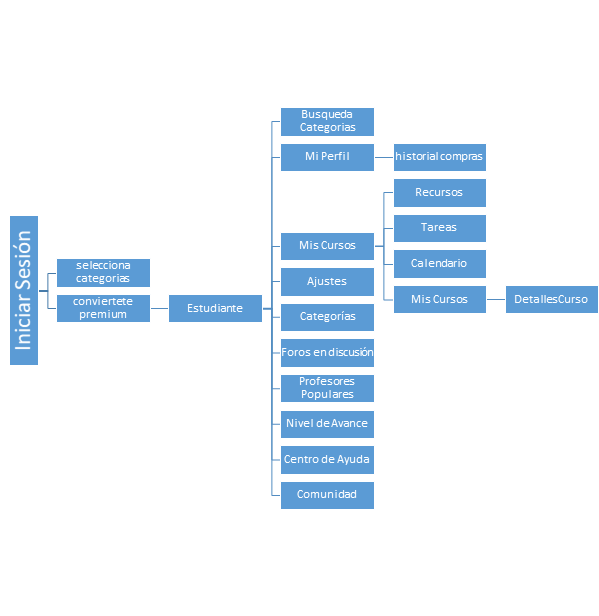 Iniciar Sesión
selecciona
categorias
conviertete
premium
Estudiante
Busqueda
Categorias
Mi Perfil
historial compras
Mis Cursos
Recursos
Tareas
Calendario
Mis Cursos
DetallesCurso
Ajustes
Categorías
Foros en discusión
Profesores
Populares
Nivel de Avance
Centro de Ayuda
Comunidad